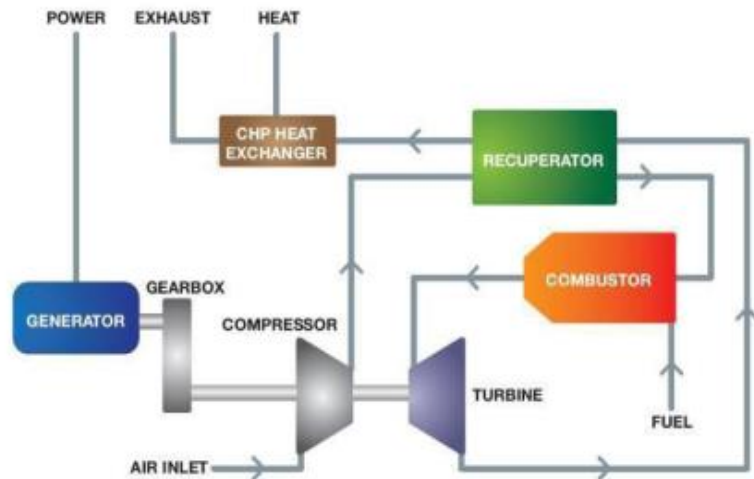 POWER
EXHAUST
HEAT
CHP HEAT
EXCHANGER
RECUPERATOR
COMBUSTOR
GEARBOX
GENERATOR
COMPRESSOR
TURBINE
FUEL
AIR INLET